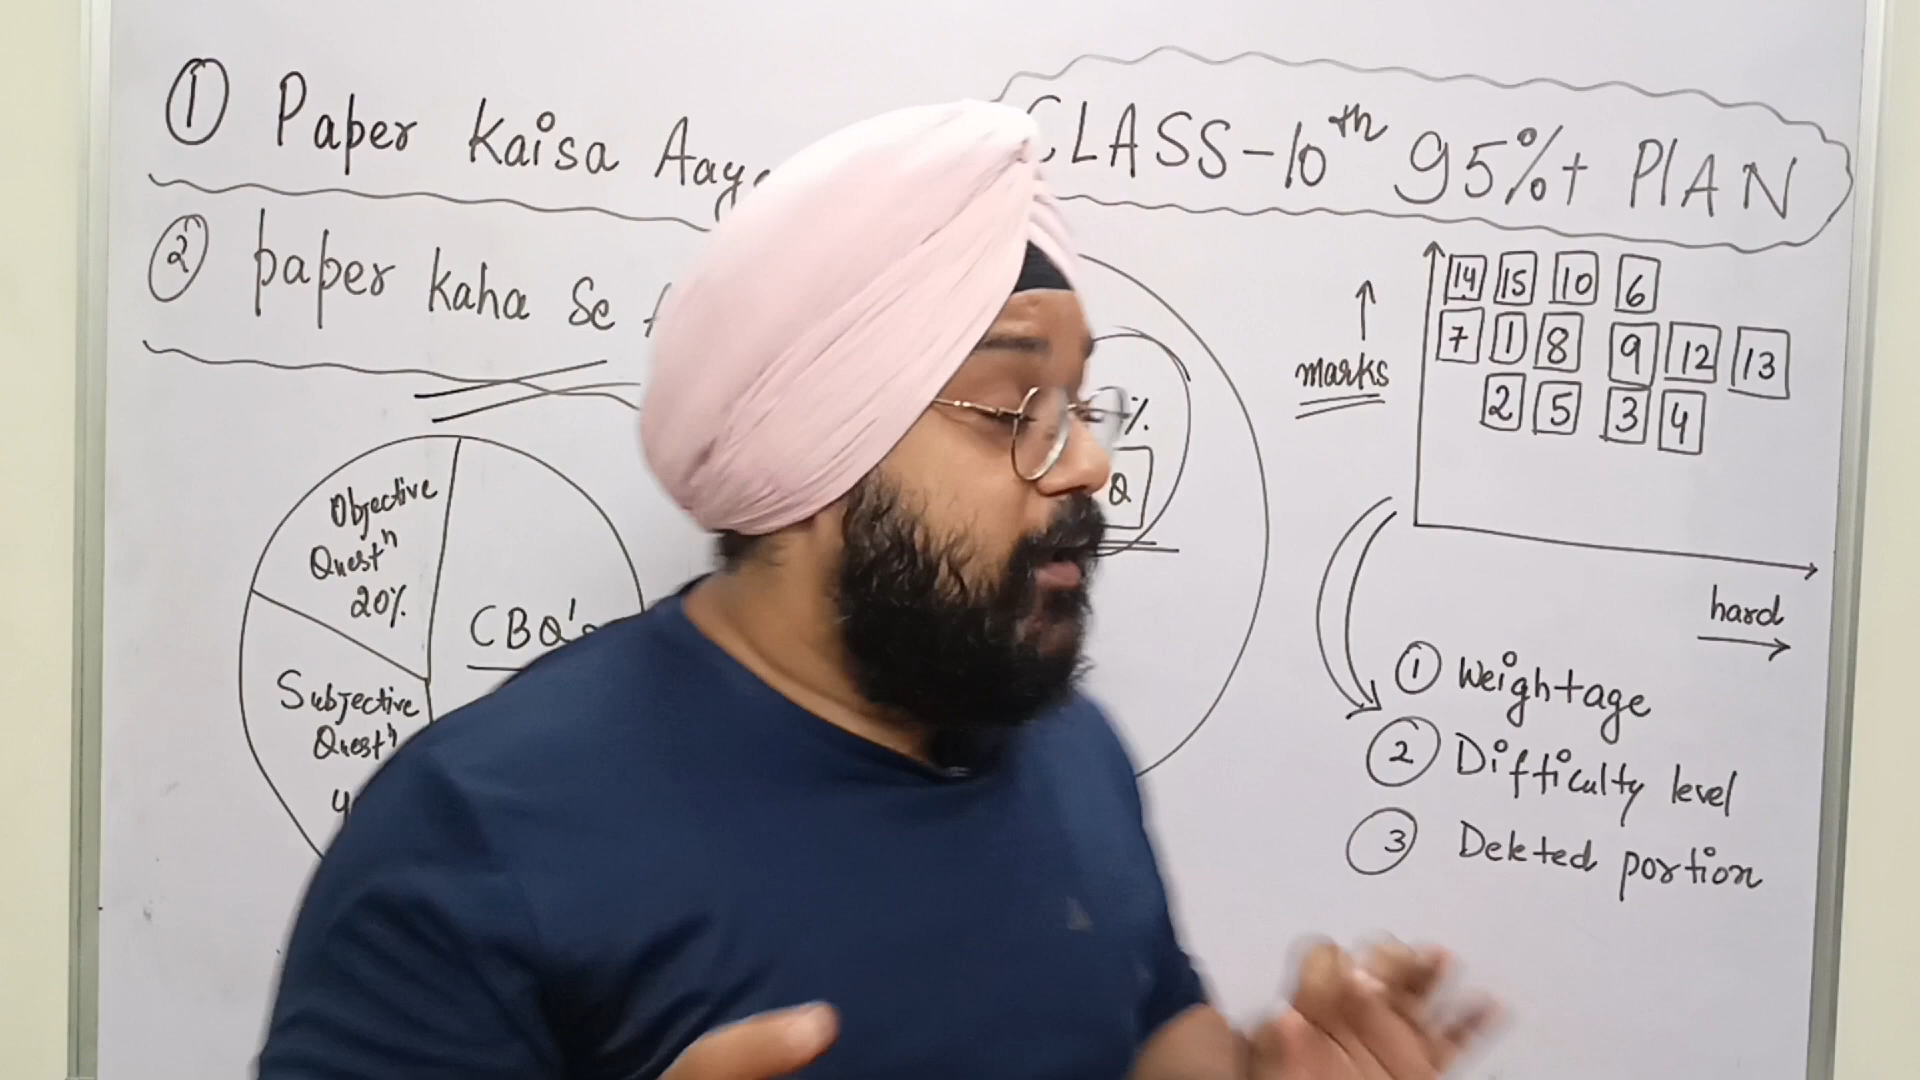 ① Paper Kaisa
CLASS-10th 95%+ PlAN
② paper kaha Se
Objective
Questn
20%
CBQ's
Subjective
Questn
%
Q
↑
marks
14 15 10 6
7 1 8 9 12 13
2 5 3 4
hard
① Weightage
② Difficulty level
③ Deleted portion